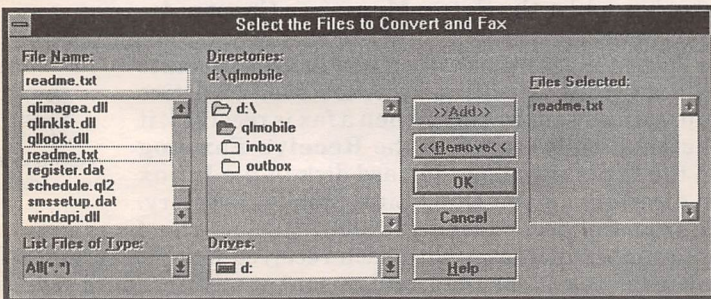 Select the Files to Convert and Fax
File Name:
readme.txt
qlimagea.dll
qllnklst.dll
qllook.dll
readme.txt
register.dat
schedule.ql2
smssetup.dat
windapi.dll
List Files of Type:
All(*.*)
Directories:
d:\qlmobile
d:\
qlmobile
inbox
outbox
Drives:
d:
>>Add>>
<<Remove<<
OK
Cancel
Help
Files Selected:
readme.txt